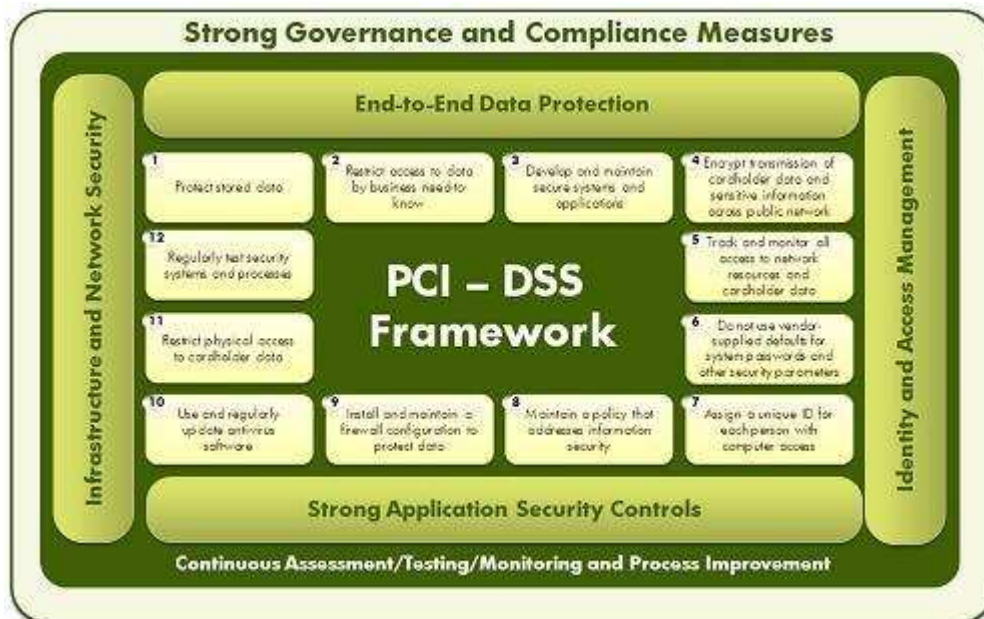 Strong Governance and Compliance Measures
End-to-End Data Protection
Infrastructure and Network Security
Identity and Access Management
1
Protect stored data
2
Restrict access to data
by business need-to
know
3
Develop and maintain
secure systems and
applications
4
Encrypt transmission of
cardholder data and
sensitive information
across public network
12
Regularly test security
systems and processes
PCI – DSS
Framework
5
Track and monitor all
access to network
resources and
cardholder data
11
Restrict physical access
to cardholder data
6
Do not use vendor-
supplied defaults for
system passwords and
other security parameters
10
Use and regularly
update antivirus
software
9
Install and maintain a
firewall configuration to
protect data
8
Maintain a policy that
addresses information
security
7
Assign a unique ID for
each person with
computer access
Strong Application Security Controls
Continuous Assessment/Testing/Monitoring and Process Improvement